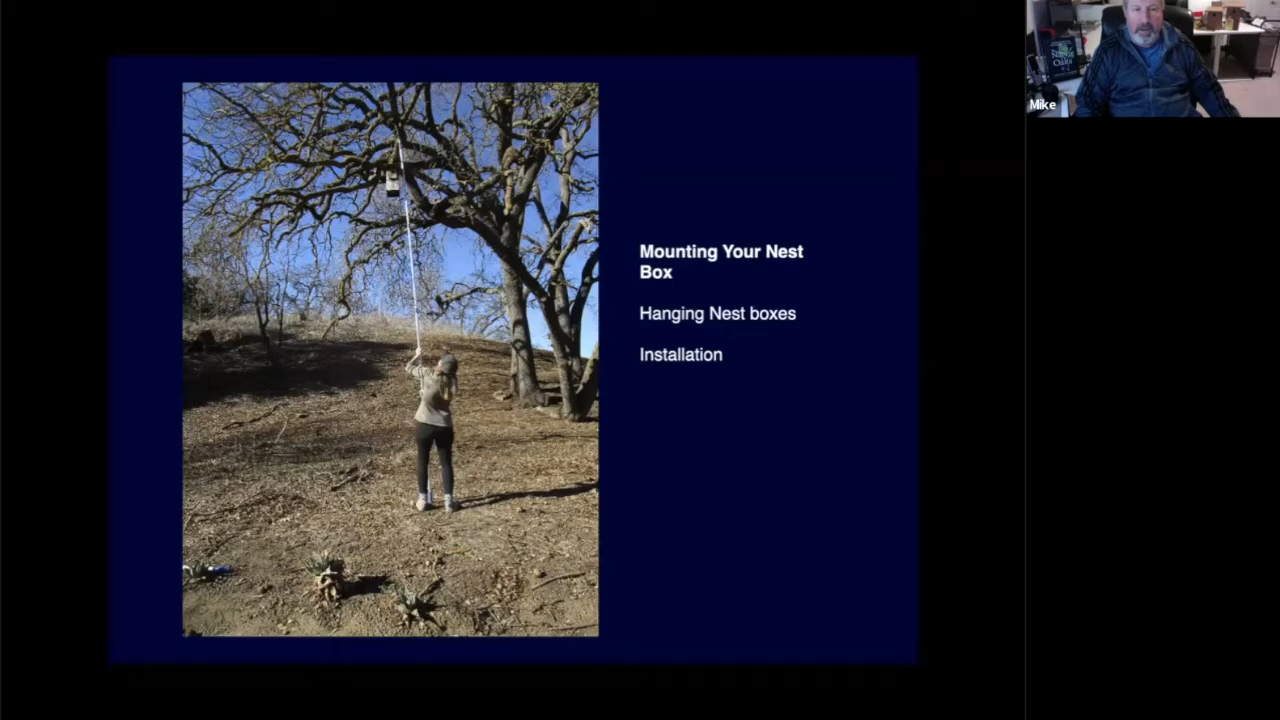 Mounting Your Nest
Box
Hanging Nest boxes
Installation
Mike